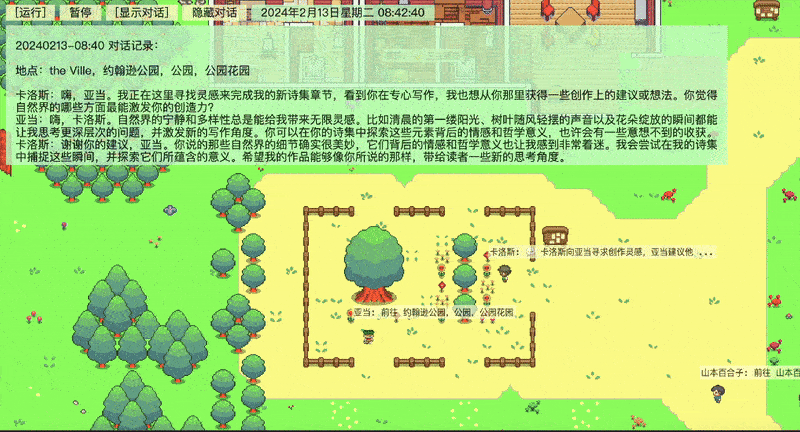 [运行] 暂停 [显示对话] 隐藏对话 2024年2月13日星期二 08:42:40
20240213-08:40 对话记录：
地点：the Ville，约翰逊公园，公园，公园花园
卡洛斯：嗨，亚当。我正在这里寻找灵感来完成我的新诗集章节，看到你在专心写作，我也想从你那里获得一些创作上的建议或想法。你觉得
自然界的哪些方面最能激发你的创造力？
亚当：嗨，卡洛斯。自然界的宁静和多样性总是能给我带来无限灵感。比如清晨的第一缕阳光、树叶随风轻摆的声音以及花朵绽放的瞬间都能
让我思考更深层次的问题，并激发新的写作角度。你可以在你的诗集中探索这些元素背后的情感和哲学意义，也许会有一些意想不到的收获。
卡洛斯：谢谢你的建议，亚当。你说的那些自然界的细节确实很美妙，它们背后的情感和哲学意义也让我感到非常着迷。我会尝试在我的诗集
中捕捉这些瞬间，并探索它们所蕴含的意义。希望我的作品能够像你所说的那样，带给读者一些新的思考角度。
卡洛斯： 卡洛斯向亚当寻求创作灵感，亚当建议他 ...
亚当：前往 约翰逊公园，公园，公园花园
山本百合子：前往 山本百